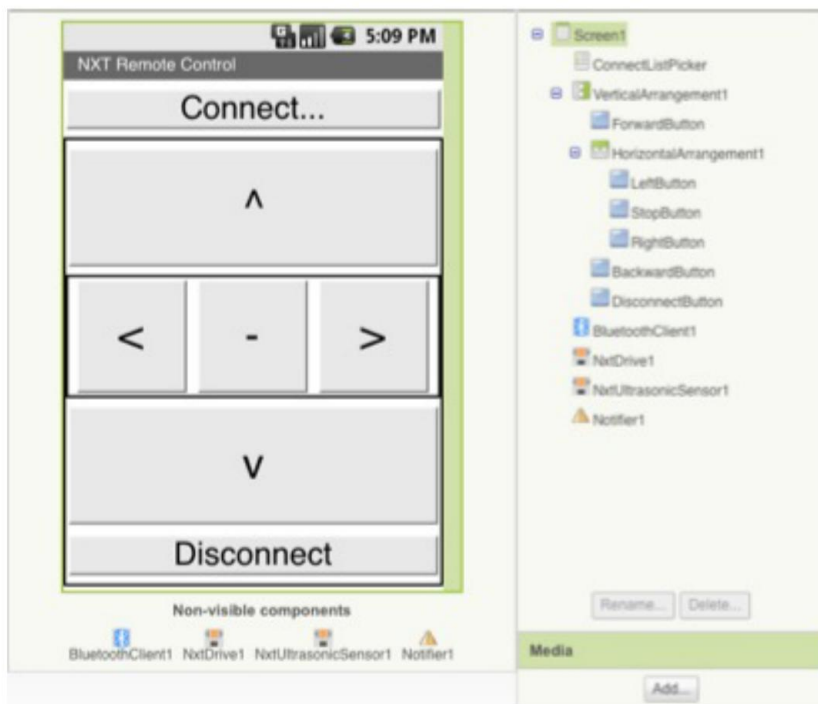 5:09 PM
NXT Remote Control
Connect...
^
< - >
v
Disconnect
Non-visible components
BluetoothClient1 NxtDrive1 NxtUltrasonicSensor1 Notifier1
Screen1
ConnectListPicker
VerticalArrangement1
ForwardButton
HorizontalArrangement1
LeftButton
StopButton
RightButton
BackwardButton
DisconnectButton
BluetoothClient1
NxtDrive1
NxtUltrasonicSensor1
Notifier1
Rename... Delete...
Media
Add...